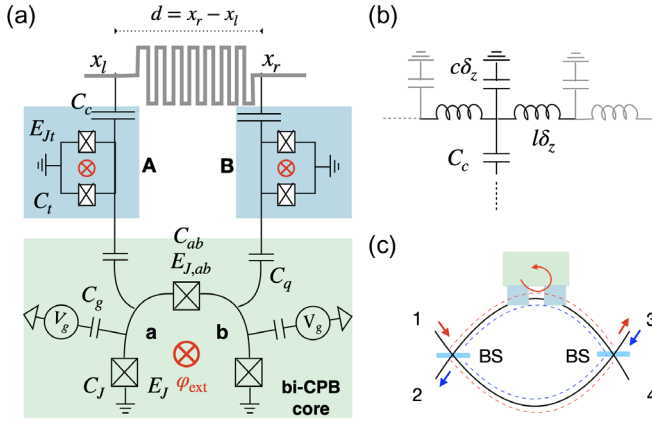 (a)
d = x_r − x_l
x_l
x_r
C_c
E_Jt
A
B
C_t
C_ab
E_J,ab
C_g
C_q
V_g
a
b
V_g
C_J
E_J
φ_ext
bi-CPB
core
(b)
cδ_z
lδ_z
C_c
(c)
1
3
BS
BS
2
4